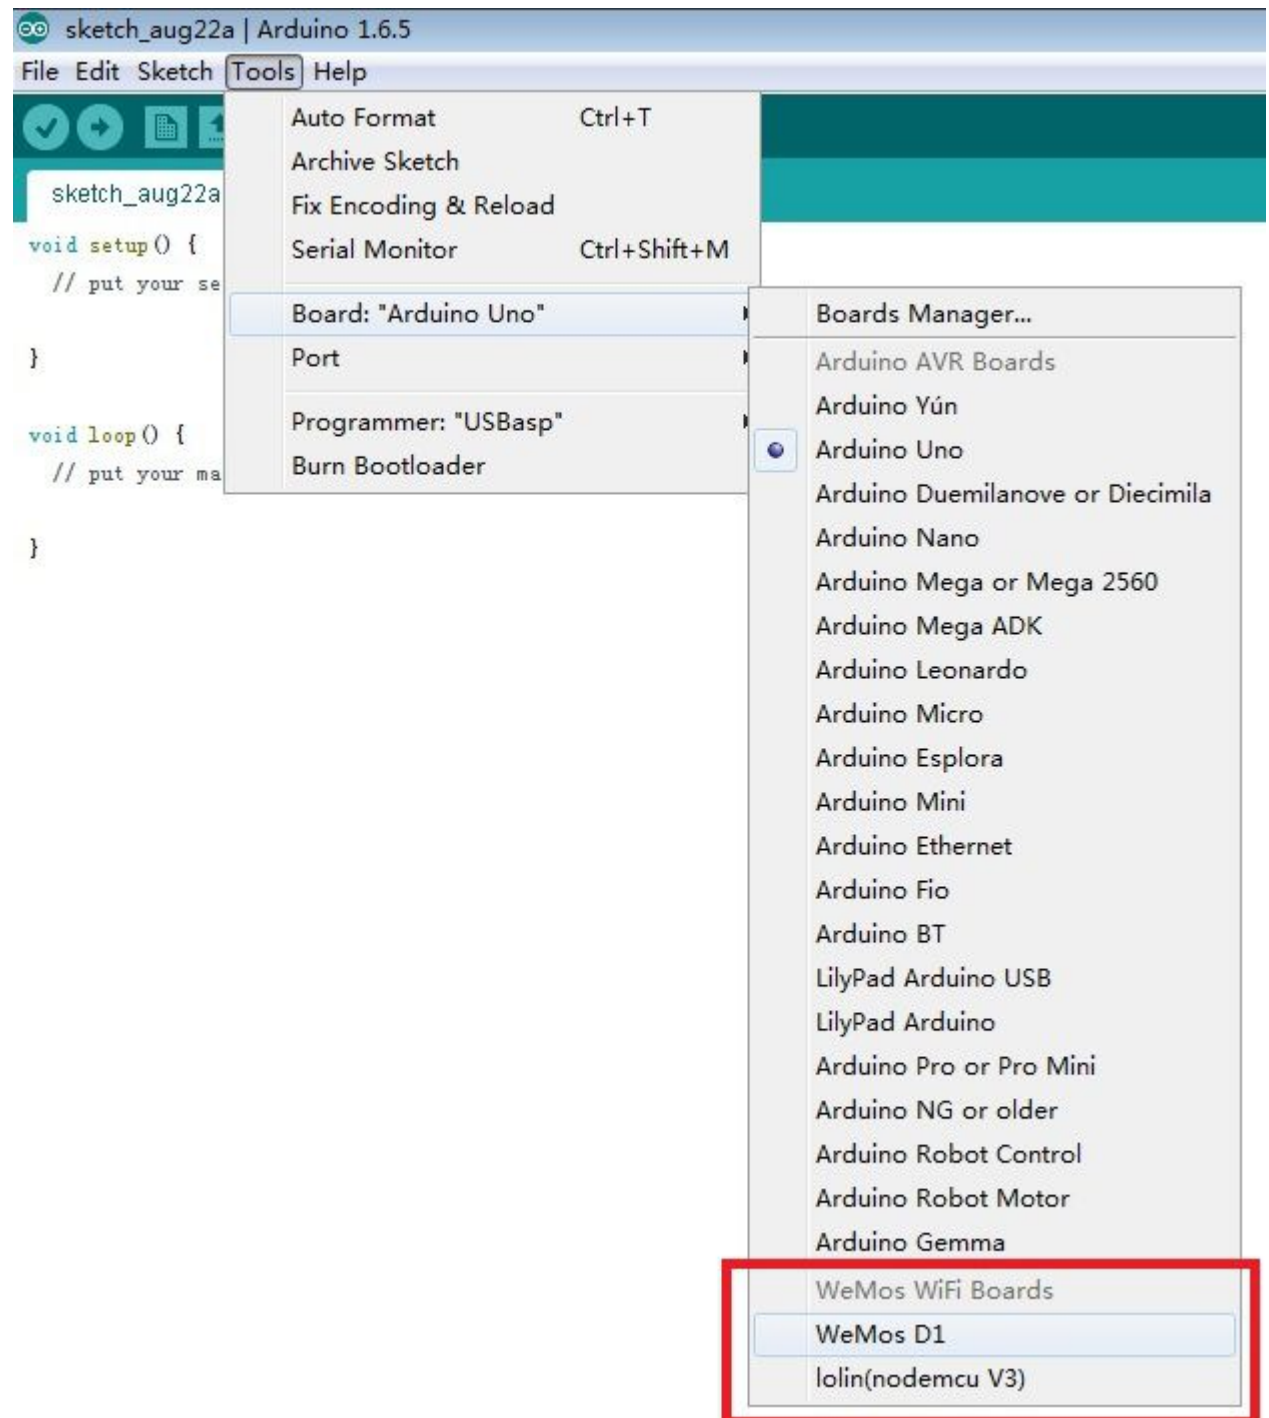 sketch_aug22a | Arduino 1.6.5
File Edit Sketch Tools Help
sketch_aug22a
void setup() {
// put your se
}
void loop() {
// put your ma
}
Auto Format Ctrl+T
Archive Sketch
Fix Encoding & Reload
Serial Monitor Ctrl+Shift+M
Board: "Arduino Uno"
Port
Programmer: "USBasp"
Burn Bootloader
Boards Manager...
Arduino AVR Boards
Arduino Yún
Arduino Uno
Arduino Duemilanove or Diecimila
Arduino Nano
Arduino Mega or Mega 2560
Arduino Mega ADK
Arduino Leonardo
Arduino Micro
Arduino Esplora
Arduino Mini
Arduino Ethernet
Arduino Fio
Arduino BT
LilyPad Arduino USB
LilyPad Arduino
Arduino Pro or Pro Mini
Arduino NG or older
Arduino Robot Control
Arduino Robot Motor
Arduino Gemma
WeMos WiFi Boards
WeMos D1
lolin(nodemcu V3)